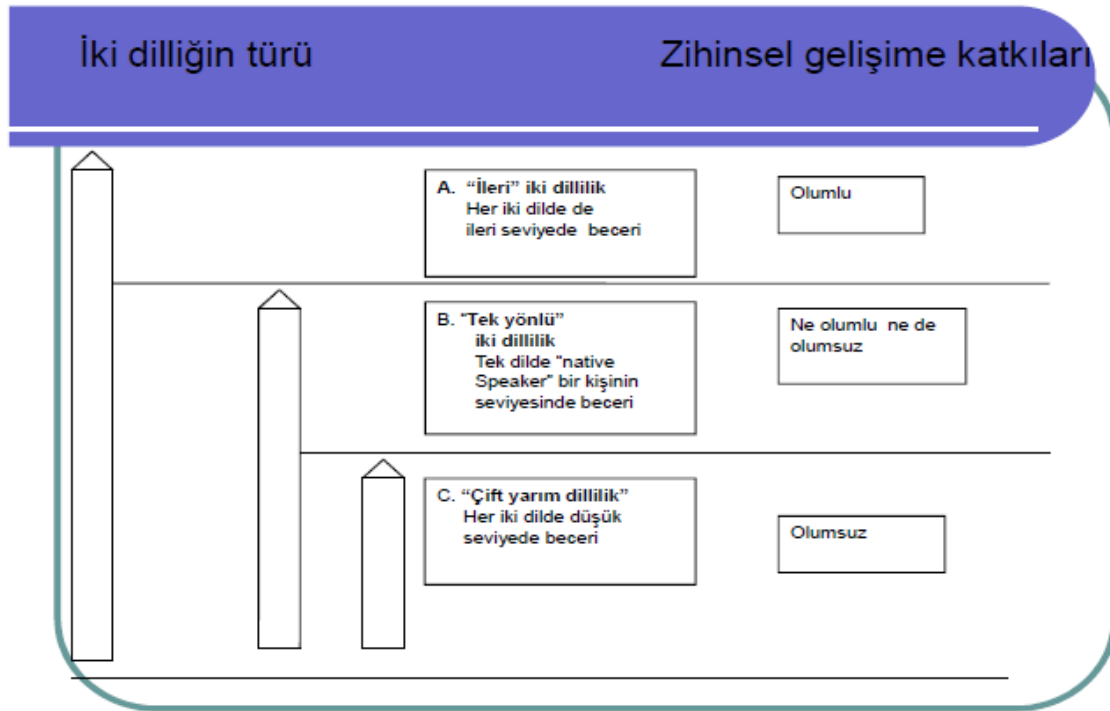 İki dilliğin türü
Zihinsel gelişime katkıları
A. “İleri” iki dillilik
Her iki dilde de
ileri seviyede beceri
Olumlu
B. "Tek yönlü”
iki dillilik
Tek dilde "native
Speaker" bir kişinin
seviyesinde beceri
Ne olumlu ne de
olumsuz
C. “Çift yarım dillilik”
Her iki dilde düşük
seviyede beceri
Olumsuz